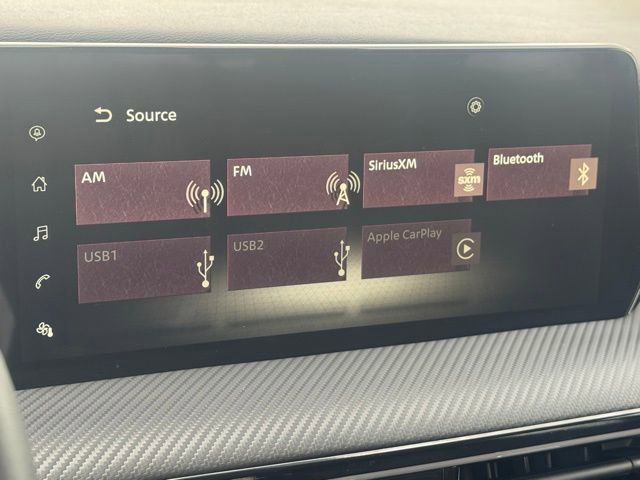 Source
AM
FM
SiriusXM
sxm
Bluetooth
USB1
USB2
Apple CarPlay